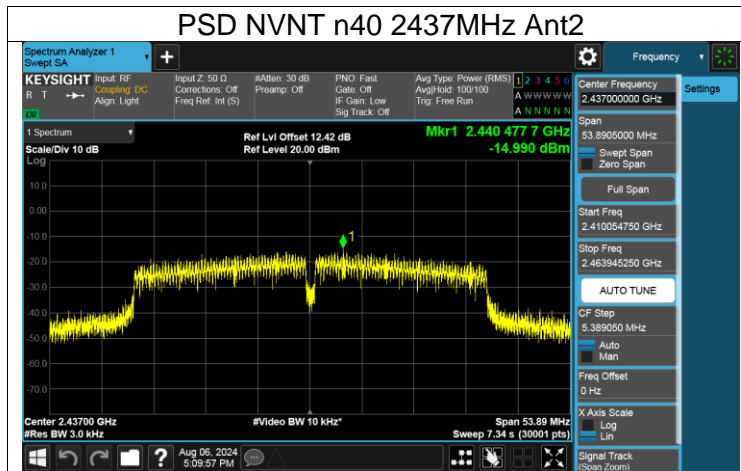 PSD NVNT n40 2437MHz Ant2
Spectrum Analyzer 1
Swept SA
+
Frequency
KEYSIGHT
R T
LXI
Input: RF
Coupling: DC
Align: Light
Input Z: 50 Ω
Corrections: Off
Freq Ref: Int (S)
#Atten: 30 dB
Preamp: Off
PNO: Fast
Gate: Off
IF Gain: Low
Sig Track: Off
Avg Type: Power (RMS)
Avg|Hold: 100/100
Trig: Free Run
1 2 3 4 5 6
A W W W W W
A N N N N N
Center Frequency
2.437000000 GHz
Settings
1 Spectrum
Scale/Div 10 dB
Log
Ref Lvl Offset 12.42 dB
Ref Level 20.00 dBm
Mkr1 2.440 477 7 GHz
-14.990 dBm
Span
53.8905000 MHz
Swept Span
Zero Span
Full Span
Start Freq
2.410054750 GHz
Stop Freq
2.463945250 GHz
AUTO TUNE
CF Step
5.389050 MHz
Auto
Man
Freq Offset
0 Hz
X Axis Scale
Log
Lin
Signal Track
(Span Zoom)
10.0
0.00
-10.0
-20.0
-30.0
-40.0
-50.0
-60.0
-70.0
1
Center 2.43700 GHz
#Res BW 3.0 kHz
#Video BW 10 kHz*
Span 53.89 MHz
Sweep 7.34 s (30001 pts)
?
Aug 06, 2024
5:09:57 PM